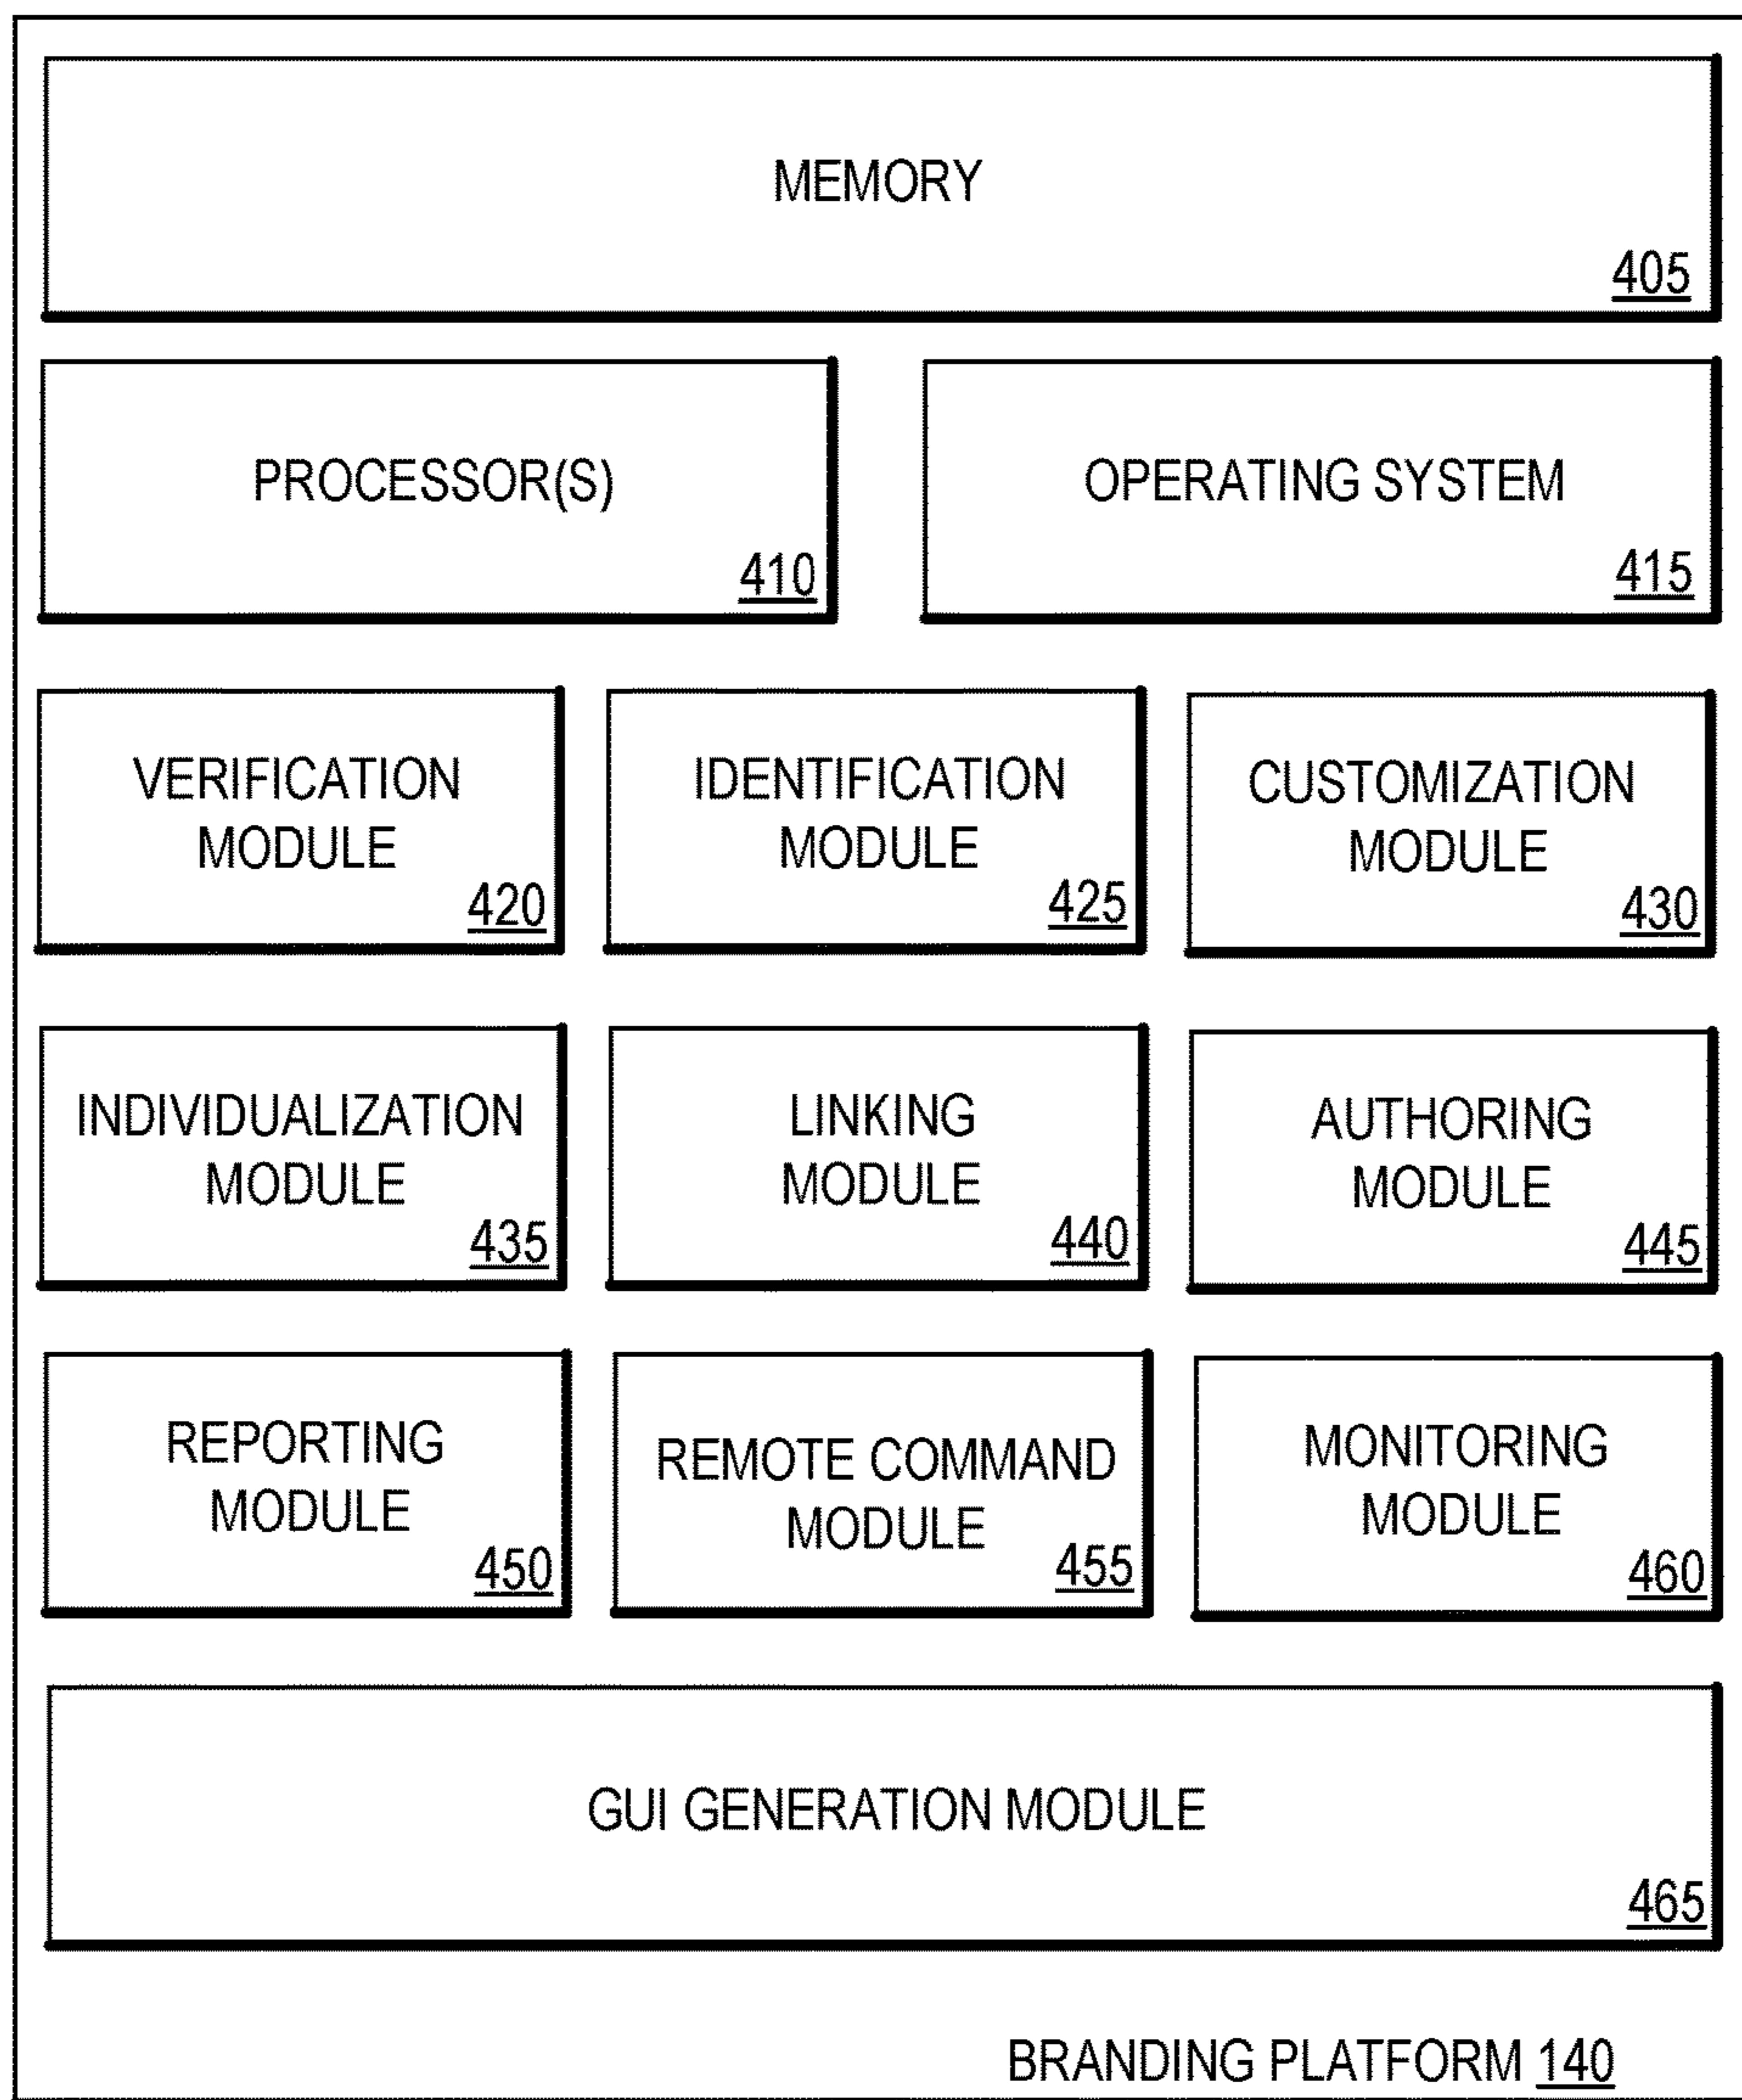 MEMORY
405
PROCESSOR(S)
410
OPERATING SYSTEM
415
VERIFICATION
MODULE
420
IDENTIFICATION
MODULE
425
CUSTOMIZATION
MODULE
430
INDIVIDUALIZATION
MODULE
435
LINKING
MODULE
440
AUTHORING
MODULE
445
REPORTING
MODULE
450
REMOTE COMMAND
MODULE
455
MONITORING
MODULE
460
GUI GENERATION MODULE
465
BRANDING PLATFORM 140